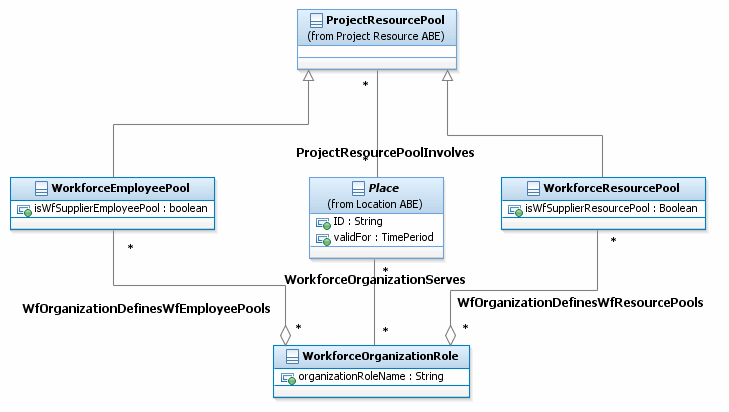 ProjectResourcePool
(from Project Resource ABE)
*
ProjectResourcePoolInvolves
*
WorkforceEmployeePool
isWfSupplierEmployeePool : boolean
Place
(from Location ABE)
ID : String
validFor : TimePeriod
WorkforceResourcePool
isWfSupplierResourcePool : Boolean
*
*
*
WorkforceOrganizationServes
WfOrganizationDefinesWfEmployeePools
WfOrganizationDefinesWfResourcePools
*
*
*
WorkforceOrganizationRole
organizationRoleName : String